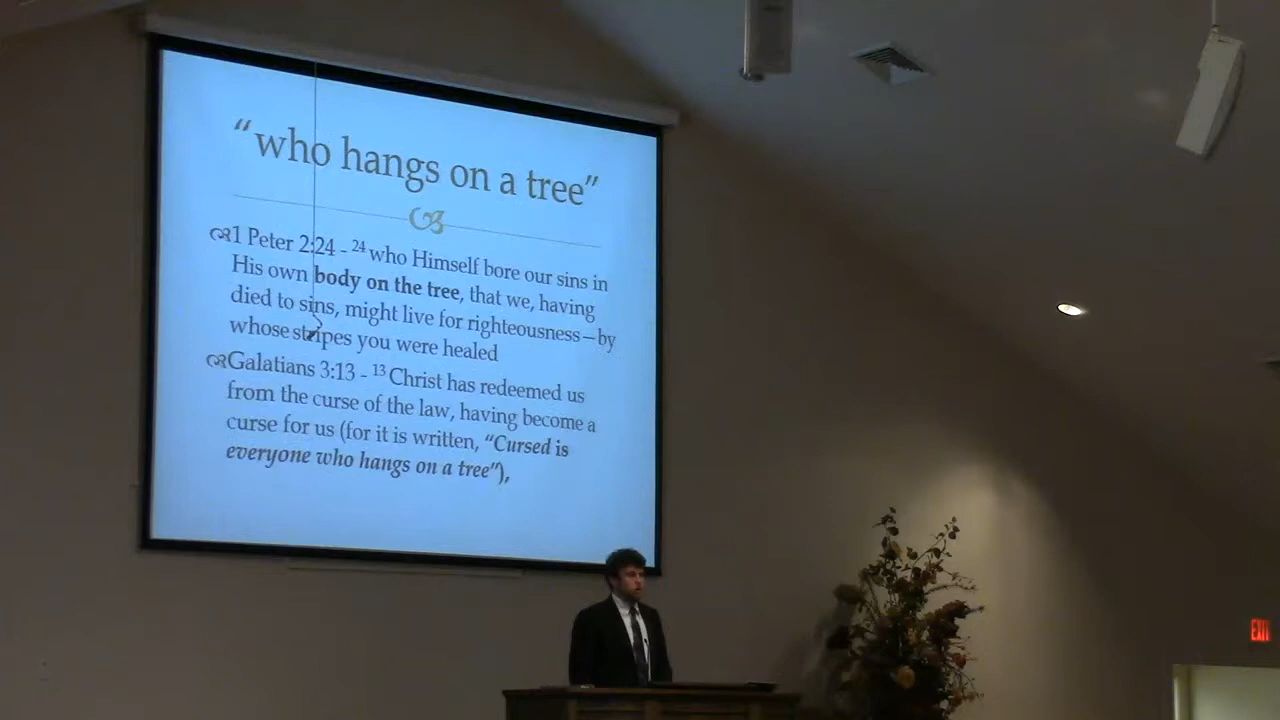 “who hangs on a tree”
1 Peter 2:24 - 24 who Himself bore our sins in
His own body on the tree, that we, having
died to sins, might live for righteousness—by
whose stripes you were healed
Galatians 3:13 - 13 Christ has redeemed us
from the curse of the law, having become a
curse for us (for it is written, “Cursed is
everyone who hangs on a tree”),
EXIT